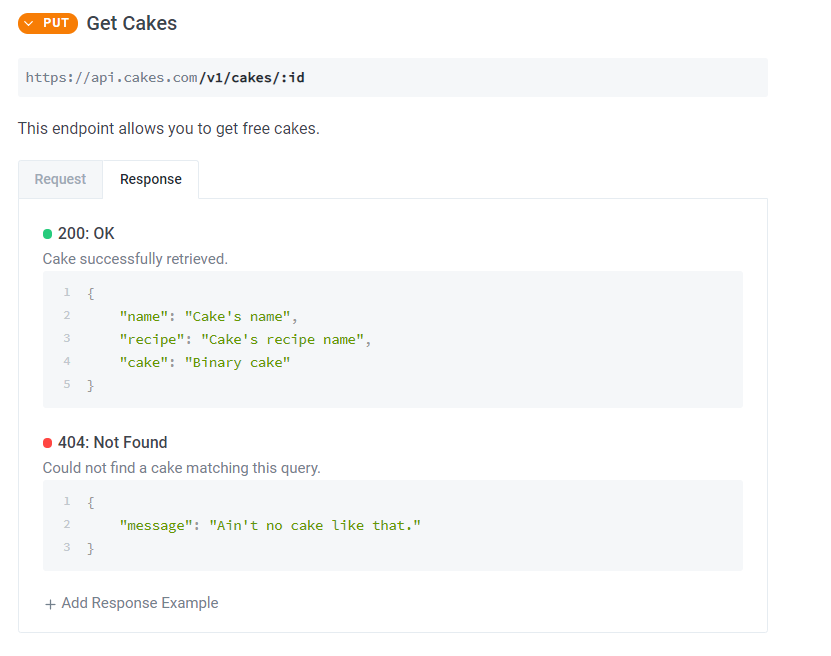 PUT Get Cakes
https://api.cakes.com/v1/cakes/:id
This endpoint allows you to get free cakes.
Request Response
200: OK
Cake successfully retrieved.
1 {
2 "name": "Cake's name",
3 "recipe": "Cake's recipe name",
4 "cake": "Binary cake"
5 }
404: Not Found
Could not find a cake matching this query.
1 {
2 "message": "Ain't no cake like that."
3 }
+ Add Response Example